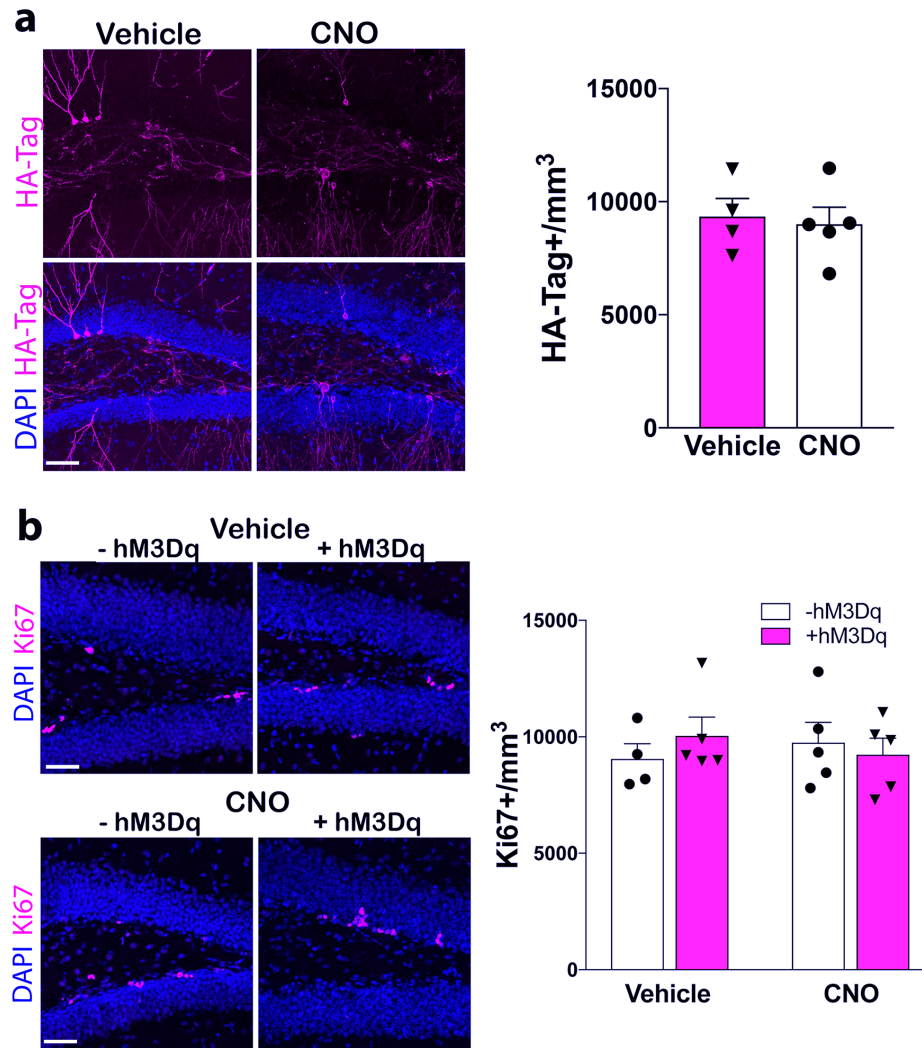 a
Vehicle
CNO
HA-Tag
DAPI HA-Tag
HA-Tag+/mm3
15000
10000
5000
0
Vehicle
CNO
b
Vehicle
- hM3Dq
+ hM3Dq
DAPI Ki67
CNO
- hM3Dq
+ hM3Dq
DAPI Ki67
Ki67+/mm3
15000
10000
5000
0
-hM3Dq
+hM3Dq
Vehicle
CNO